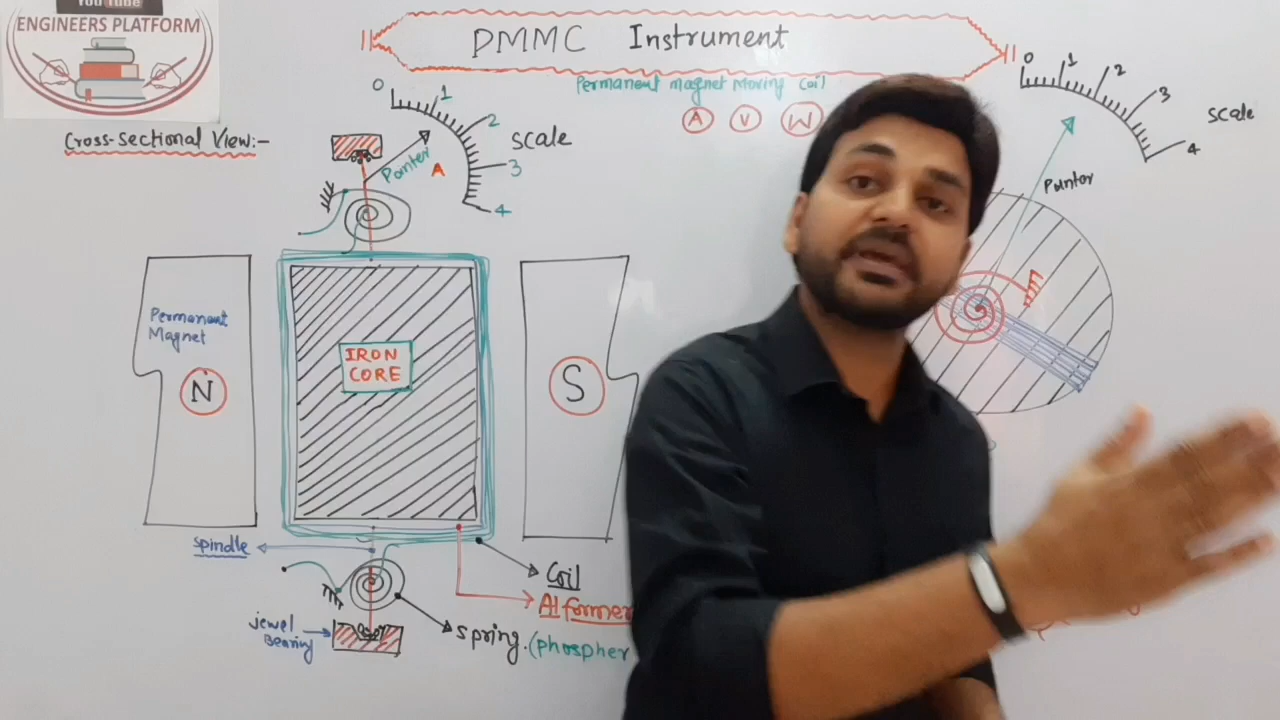 You Tube
ENGINEERS PLATFORM
PMMC Instrument
Permanent magnet Moving Coil
A V W
Cross-sectional View:-
0 1 2 3 4
scale
Pointer
A
0 1 2 3 4
scale
Pointer
Permanent
Magnet
N
IRON
CORE
S
spindle
Coil
Al former
jewel
Bearing
spring. (phospher